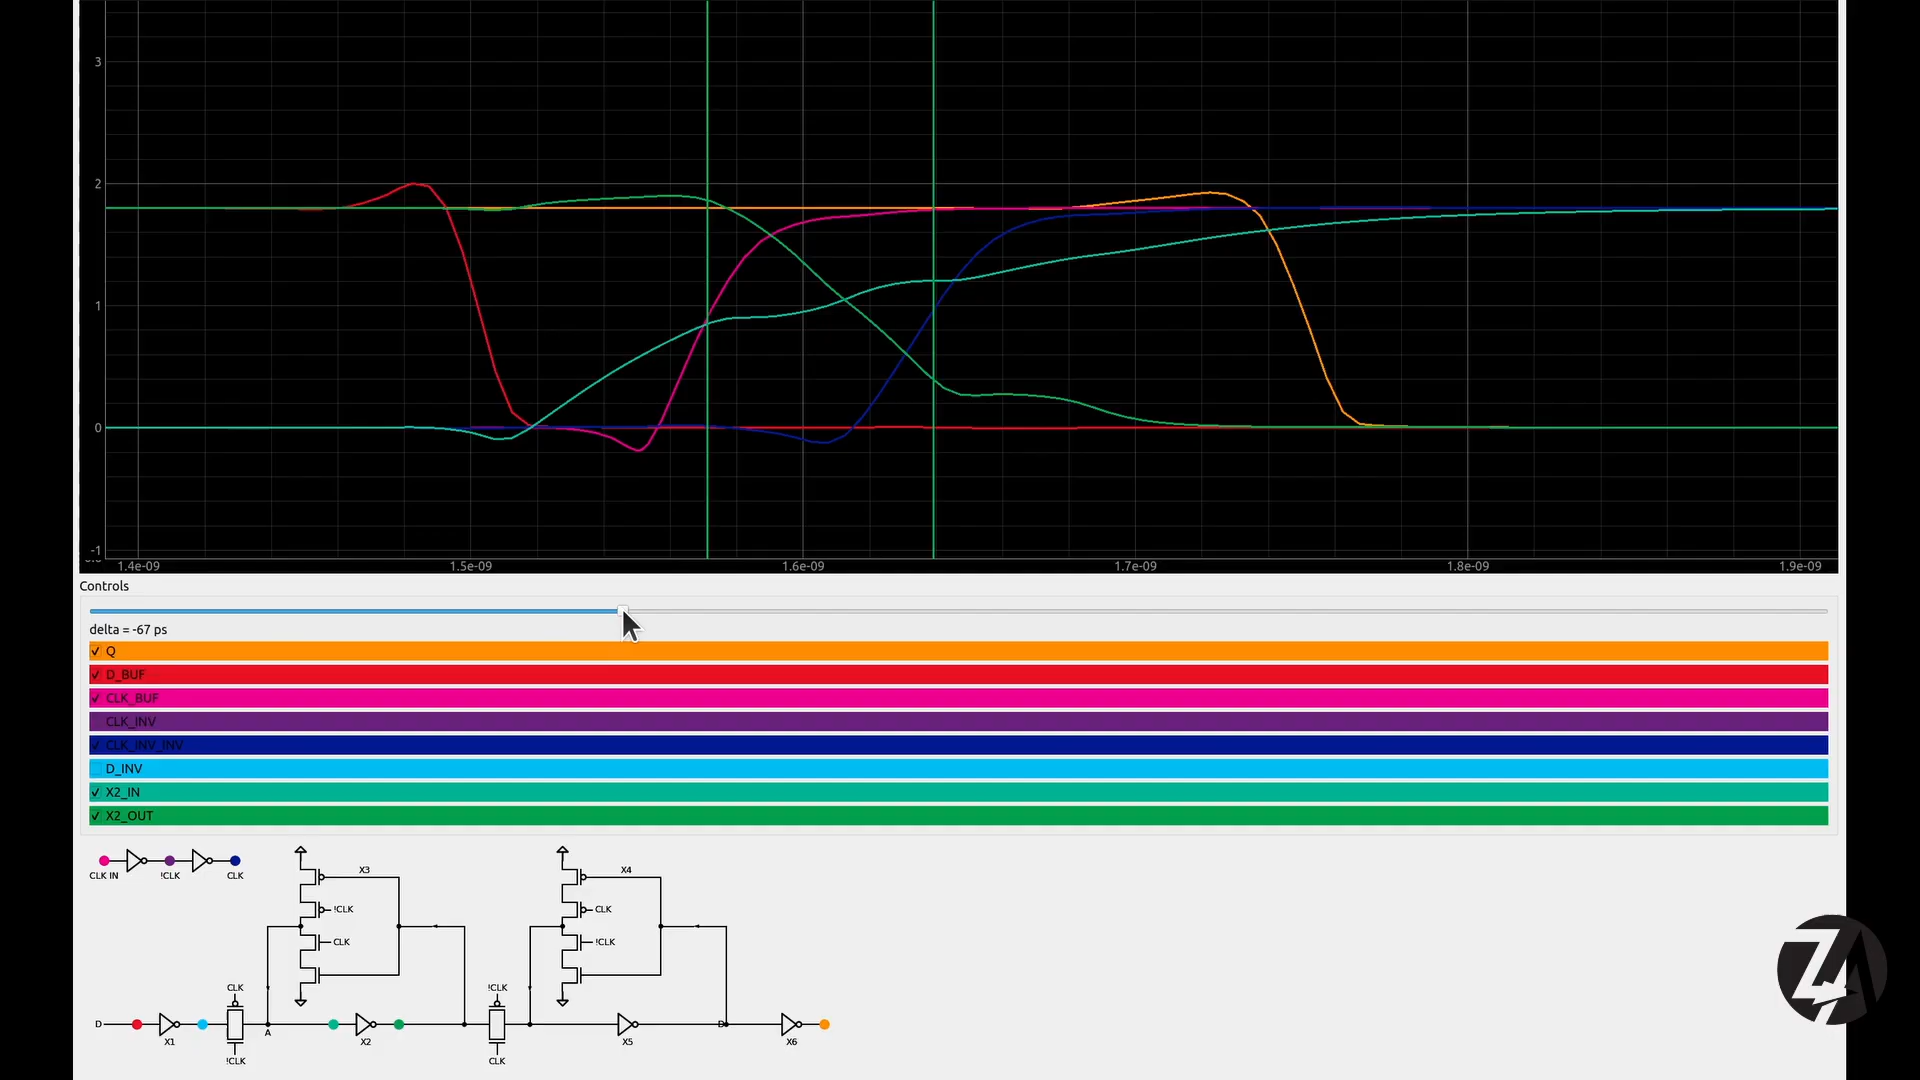 3
2
1
0
-1
1.4e-09 1.5e-09 1.6e-09 1.7e-09 1.8e-09 1.9e-09
Controls
delta = -67 ps
Q
D_BUF
CLK_BUF
CLK_INV
CLK_INV_INV
D_INV
X2_IN
X2_OUT
CLK IN !CLK CLK
X3 X4
!CLK CLK
CLK !CLK
CLK !CLK
D A
X1 X2 X5 X6
!CLK CLK
ZA